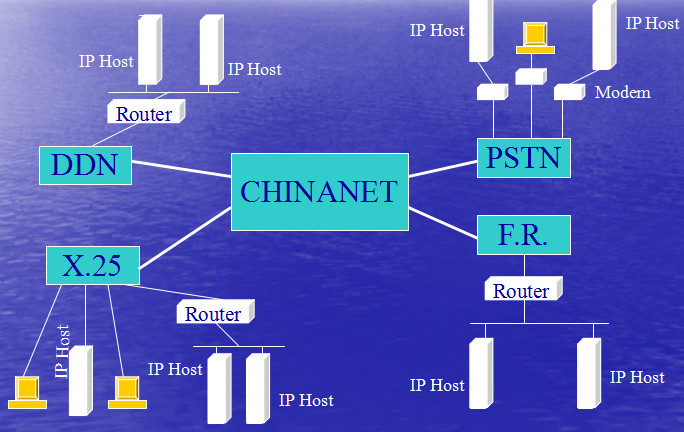 IP Host
IP Host
IP Host
IP Host
Modem
Router
DDN
CHINANET
PSTN
F.R.
X.25
Router
Router
IP Host
IP Host
IP Host
IP Host
IP Host